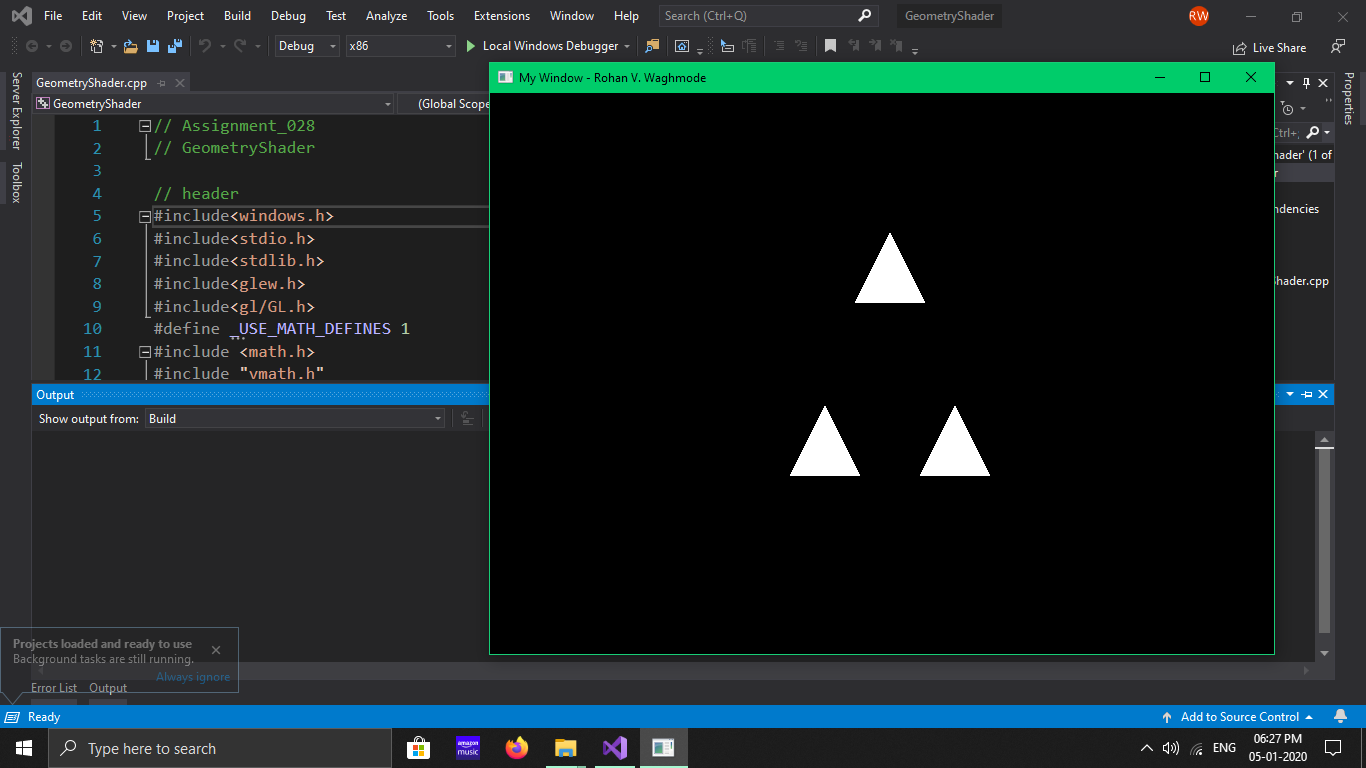 File Edit View Project Build Debug Test Analyze Tools Extensions Window Help Search (Ctrl+Q) GeometryShader RW
Debug x86 Local Windows Debugger Live Share
Server Explorer
Toolbox
GeometryShader.cpp
GeometryShader (Global Scope
1 // Assignment_028
2 // GeometryShader
3
4 // header
5 #include<windows.h>
6 #include<stdio.h>
7 #include<stdlib.h>
8 #include<glew.h>
9 #include<gl/GL.h>
10 #define _USE_MATH_DEFINES 1
11 #include <math.h>
12 #include "vmath.h"
My Window - Rohan V. Waghmode
Properties
Ctrl+;
hader' (1 of
r
ndencies
Shader.cpp
Output
Show output from: Build
Projects loaded and ready to use
Background tasks are still running.
Always ignore
Error List Output
Ready Add to Source Control
Type here to search
amazon music
ENG 06:27 PM
05-01-2020